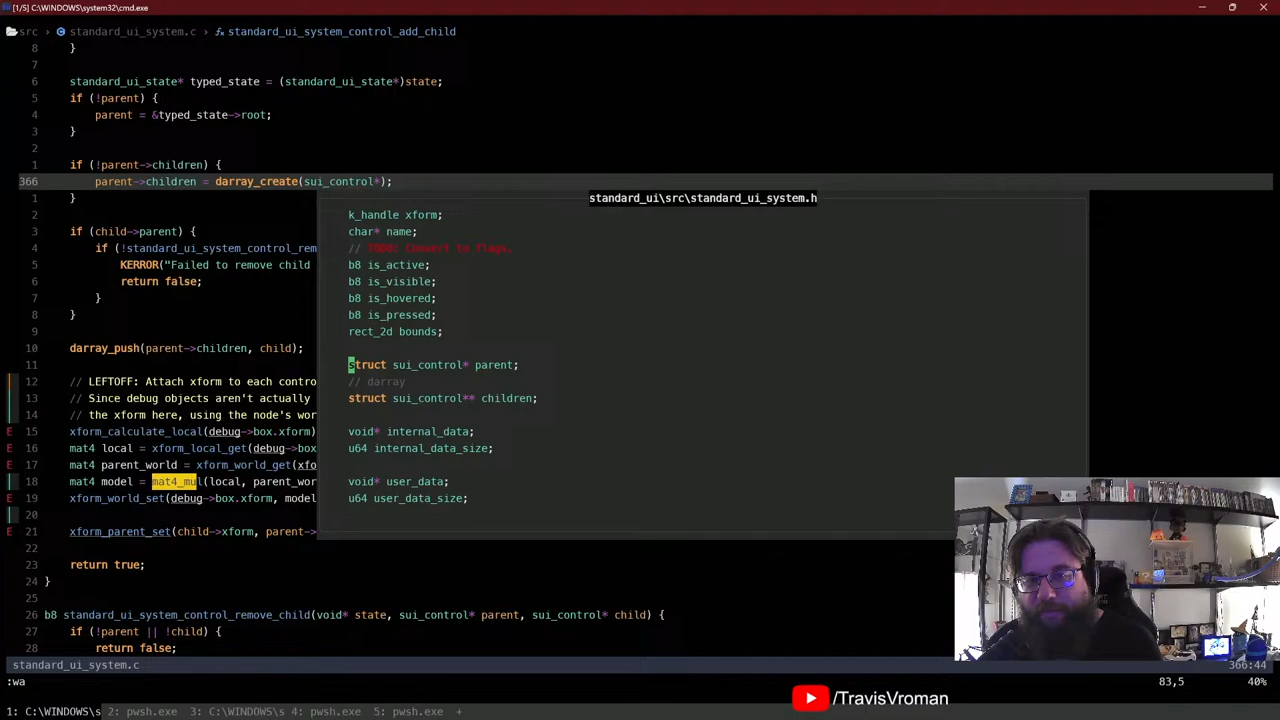 [1/5] C:\WINDOWS\system32\cmd.exe
src > C standard_ui_system.c > standard_ui_system_control_add_child
8 }
7
6 standard_ui_state* typed_state = (standard_ui_state*)state;
5 if (!parent) {
4 parent = &typed_state->root;
3 }
2
1 if (!parent->children) {
366 parent->children = darray_create(sui_control*);
1 }
2
3 if (child->parent) {
4 if (!standard_ui_system_control_rem
5 KERROR("Failed to remove child
6 return false;
7 }
8 }
9
10 darray_push(parent->children, child);
11
12 // LEFTOFF: Attach xform to each contro
13 // Since debug objects aren't actually
14 // the xform here, using the node's wor
E 15 xform_calculate_local(debug->box.xform)
E 16 mat4 local = xform_local_get(debug->box
E 17 mat4 parent_world = xform_world_get(xfo
18 mat4 model = mat4_mul(local, parent_wor
E 19 xform_world_set(debug->box.xform, model
20
E 21 xform_parent_set(child->xform, parent->
22
23 return true;
24 }
25
26 b8 standard_ui_system_control_remove_child(void* state, sui_control* parent, sui_control* child) {
27 if (!parent || !child) {
28 return false;
standard_ui\src\standard_ui_system.h
k_handle xform;
char* name;
// TODO: Convert to flags.
b8 is_active;
b8 is_visible;
b8 is_hovered;
b8 is_pressed;
rect_2d bounds;
struct sui_control* parent;
// darray
struct sui_control** children;
void* internal_data;
u64 internal_data_size;
void* user_data;
u64 user_data_size;
standard_ui_system.c 366:44
:wa 83,5 40%
/TravisVroman
1: C:\WINDOWS\s 2: pwsh.exe 3: C:\WINDOWS\s 4: pwsh.exe 5: pwsh.exe +